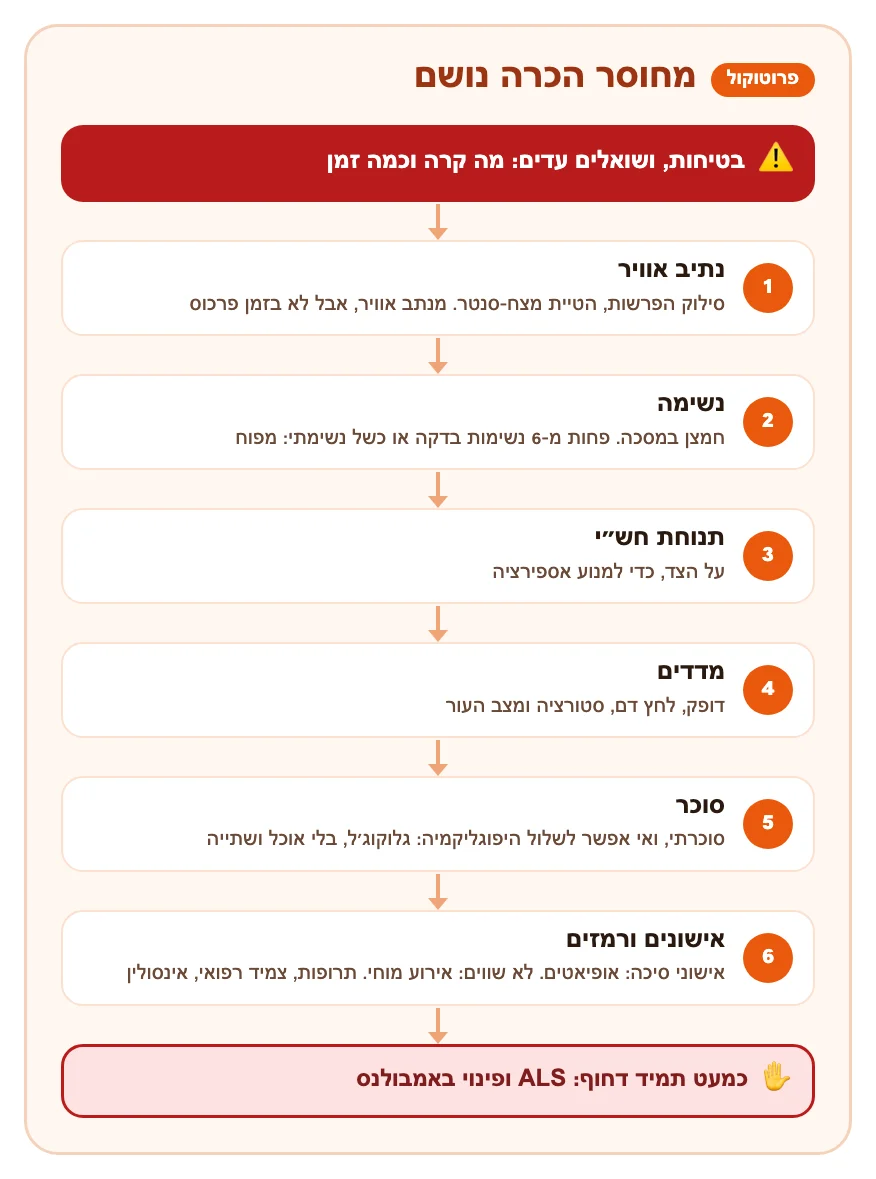 פרוטוקול מחוסר הכרה נושם
⚠️ בטיחות, ושואלים עדים: מה קרה וכמה זמן
1
נתיב אוויר
סילוק הפרשות, הטיית מצח-סנטר. מנתב אוויר, אבל לא בזמן פרכוס
2
נשימה
חמצן במסכה. פחות מ-6 נשימות בדקה או כשל נשימתי: מפוח
3
תנוחת חש״י
על הצד, כדי למנוע אספירציה
4
מדדים
דופק, לחץ דם, סטורציה ומצב העור
5
סוכר
סוכרתי, ואי אפשר לשלול היפוגליקמיה: גלוקוג׳ל, בלי אוכל ושתייה
6
אישונים ורמזים
אישוני סיכה: אופיאטים. לא שווים: אירוע מוחי. תרופות, צמיד רפואי, אינסולין
✋ כמעט תמיד דחוף: ALS ופינוי באמבולנס